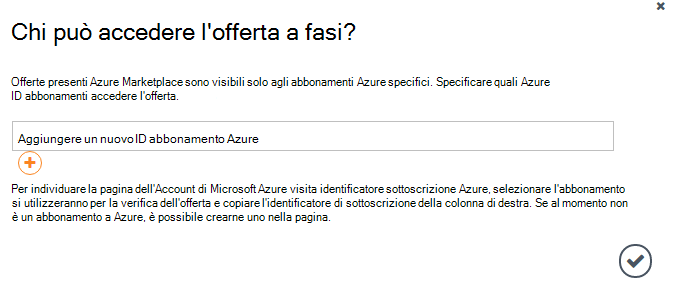 Chi può accedere l'offerta a fasi?
Offerte presenti Azure Marketplace sono visibili solo agli abbonamenti Azure specifici. Specificare quali Azure
ID abbonamenti accedere l'offerta.
Aggiungere un nuovo ID abbonamento Azure
Per individuare la pagina dell'Account di Microsoft Azure visita identificatore sottoscrizione Azure, selezionare l'abbonamento
si utilizzeranno per la verifica dell'offerta e copiare l'identificatore di sottoscrizione della colonna di destra. Se al momento non
è un abbonamento a Azure, è possibile crearne uno nella pagina.